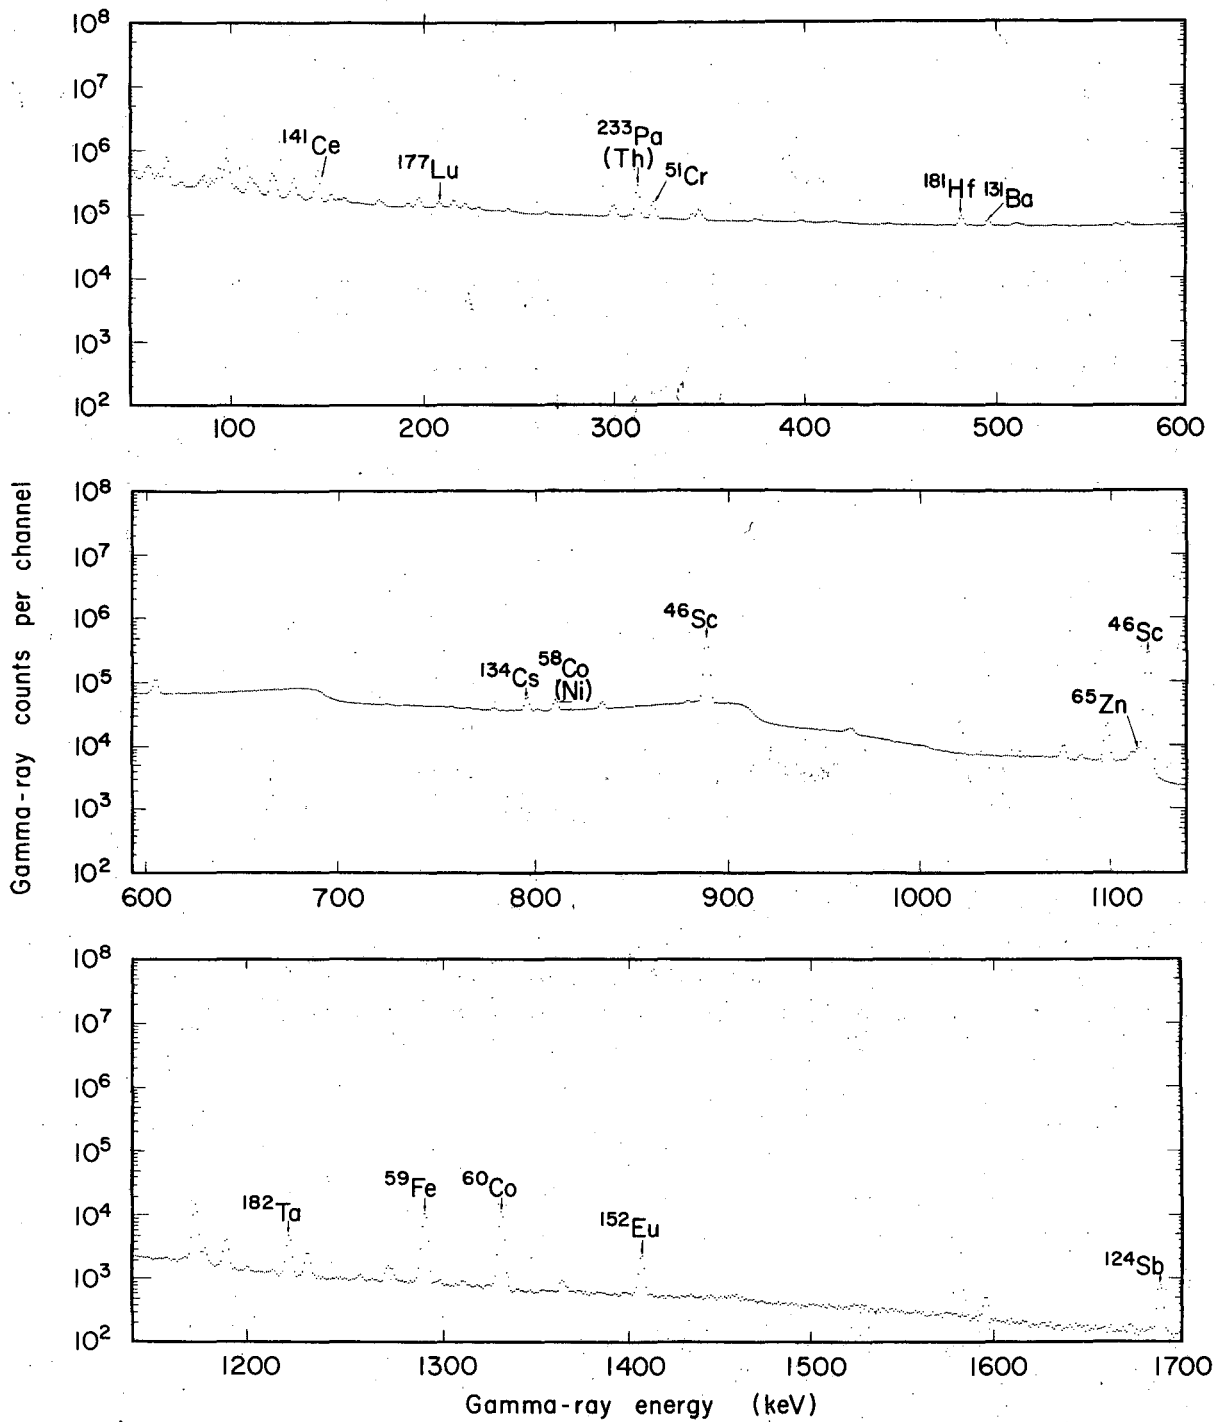 10⁸
10⁷
10⁶
10⁵
10⁴
10³
10²
¹⁴¹Ce
¹⁷⁷Lu
²³³Pa
(Th)
⁵¹Cr
¹⁸¹Hf ¹³¹Ba
100 200 300 400 500 600
Gamma-ray counts per channel
10⁸
10⁷
10⁶
10⁵
10⁴
10³
10²
¹³⁴Cs
⁵⁸Co
(Ni)
⁴⁶Sc
⁴⁶Sc
⁶⁵Zn
600 700 800 900 1000 1100
10⁸
10⁷
10⁶
10⁵
10⁴
10³
10²
¹⁸²Ta
⁵⁹Fe
⁶⁰Co
¹⁵²Eu
¹²⁴Sb
1200 1300 1400 1500 1600 1700
Gamma-ray energy (keV)